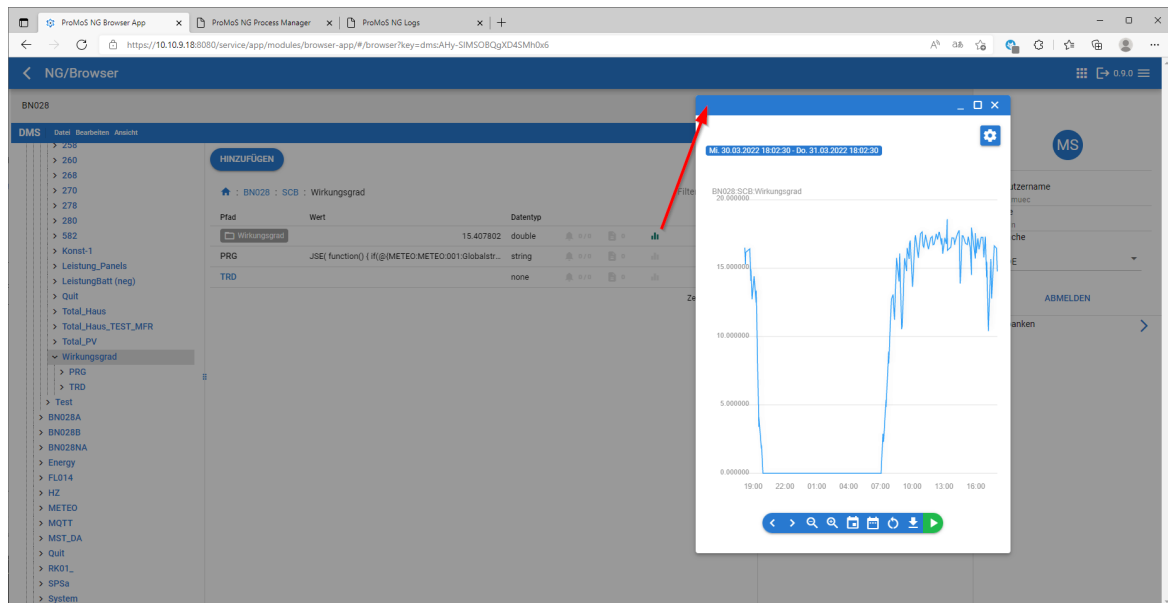 ProMoS NG Browser App
ProMoS NG Process Manager
ProMoS NG Logs
https://10.10.9.18:8080/service/app/modules/browser-app/#/browser?key=dms:AHy-SIMSOBQgXD4SMh0x6
NG/Browser
0.9.0
BN028
DMS Datei Bearbeiten Ansicht
258
260
268
270
278
280
582
Konst-1
Leistung_Panels
LeistungBatt (neg)
Quit
Total_Haus
Total_Haus_TEST_MFR
Total_PV
Wirkungsgrad
PRG
TRD
Test
BN028A
BN028B
BN028NA
Energy
FL014
HZ
METEO
MQTT
MST_DA
Quit
RK01_
SPSa
System
HINZUFÜGEN
: BN028 : SCB : Wirkungsgrad
Filte
Pfad Wert Datentyp
Wirkungsgrad 15.407802 double
PRG JSE( function() { if(@(METEO:METEO:001:Globalstr... string
TRD none
Ze
Mi. 30.03.2022 18:02:30 - Do. 31.03.2022 18:02:30
BN028:SCB:Wirkungsgrad
20.000000
15.000000
10.000000
5.000000
0.000000
19:00 22:00 01:00 04:00 07:00 10:00 13:00 16:00
MS
utzername
muec
che
ABMELDEN
anken